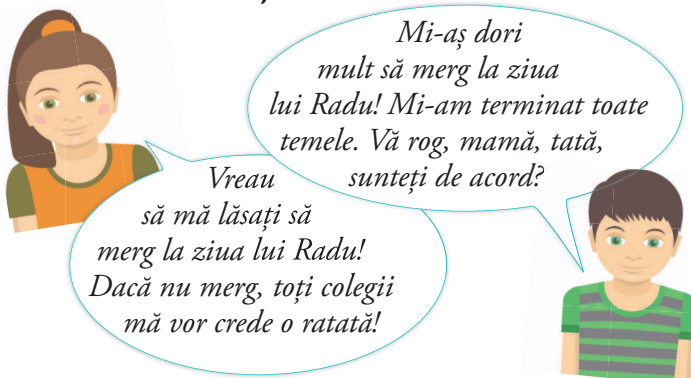 Mi-aș dori
mult să merg la ziua
lui Radu! Mi-am terminat toate
temele. Vă rog, mamă, tată,
sunteți de acord?
Vreau
să mă lăsați să
merg la ziua lui Radu!
Dacă nu merg, toți colegii
mă vor crede o ratată!